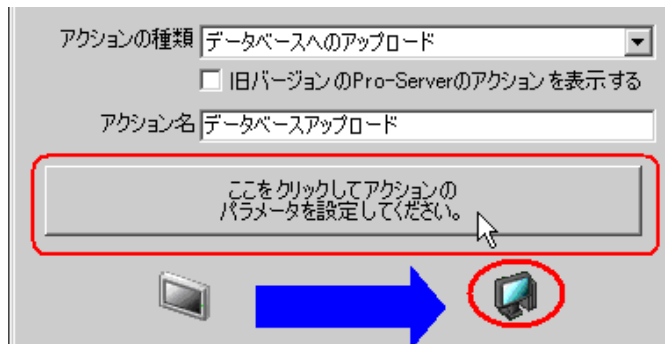 アクションの種類 データベースへのアップロード
旧バージョンのPro-Serverのアクションを表示する
アクション名 データベースアップロード
ここをクリックしてアクションの
パラメータを設定してください。